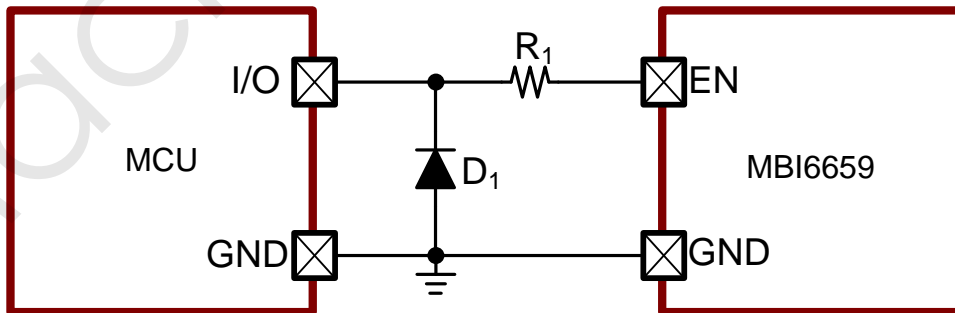 R₁
I/O
EN
MCU
D₁
MBI6659
GND
GND